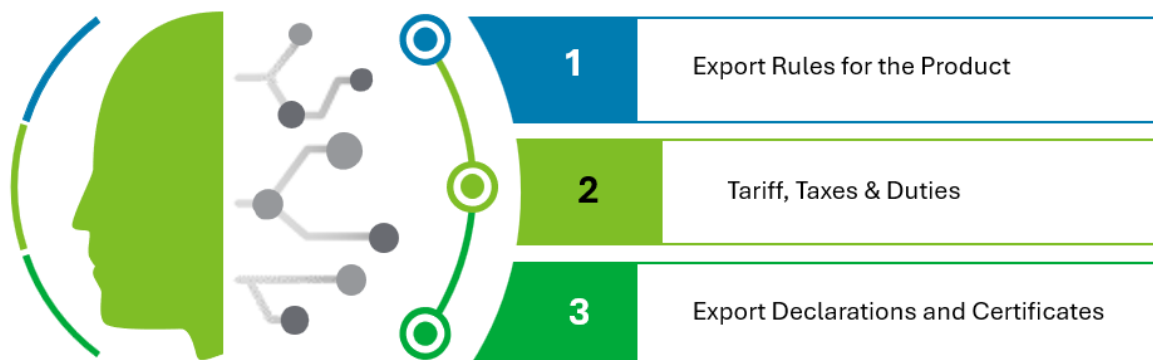 1
Export Rules for the Product
2
Tariff, Taxes & Duties
3
Export Declarations and Certificates